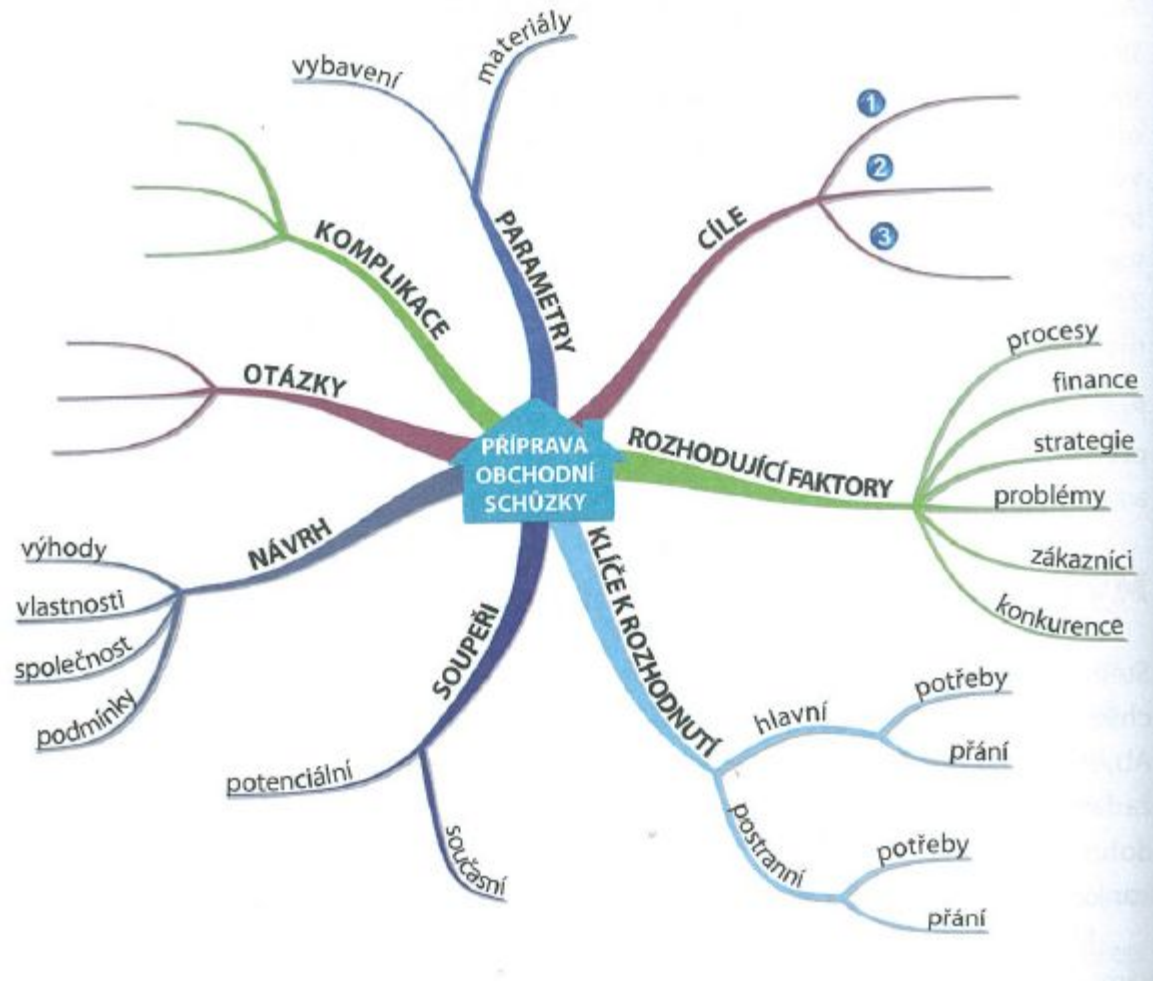 PŘÍPRAVA
OBCHODNÍ
SCHŮZKY
CÍLE
1
2
3
ROZHODUJÍCÍ FAKTORY
procesy
finance
strategie
problémy
zákazníci
konkurence
KLÍČE K ROZHODNUTÍ
hlavní
potřeby
přání
postranní
potřeby
přání
SOUPEŘI
současní
potenciální
NÁVRH
výhody
vlastnosti
společnost
podmínky
OTÁZKY
KOMPLIKACE
PARAMETRY
vybavení
materiály